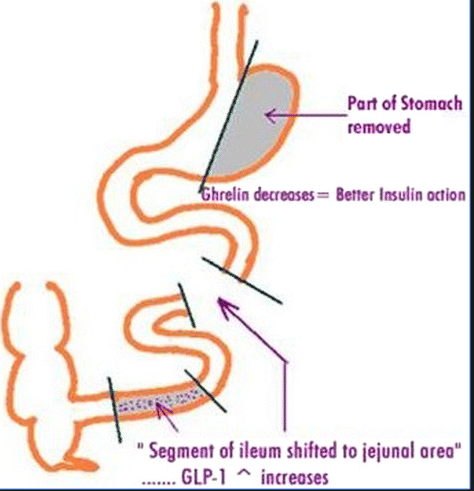 Part of Stomach
removed
Ghrelin decreases= Better Insulin action
" Segment of ileum shifted to jejunal area"
....... GLP-1 ^ increases